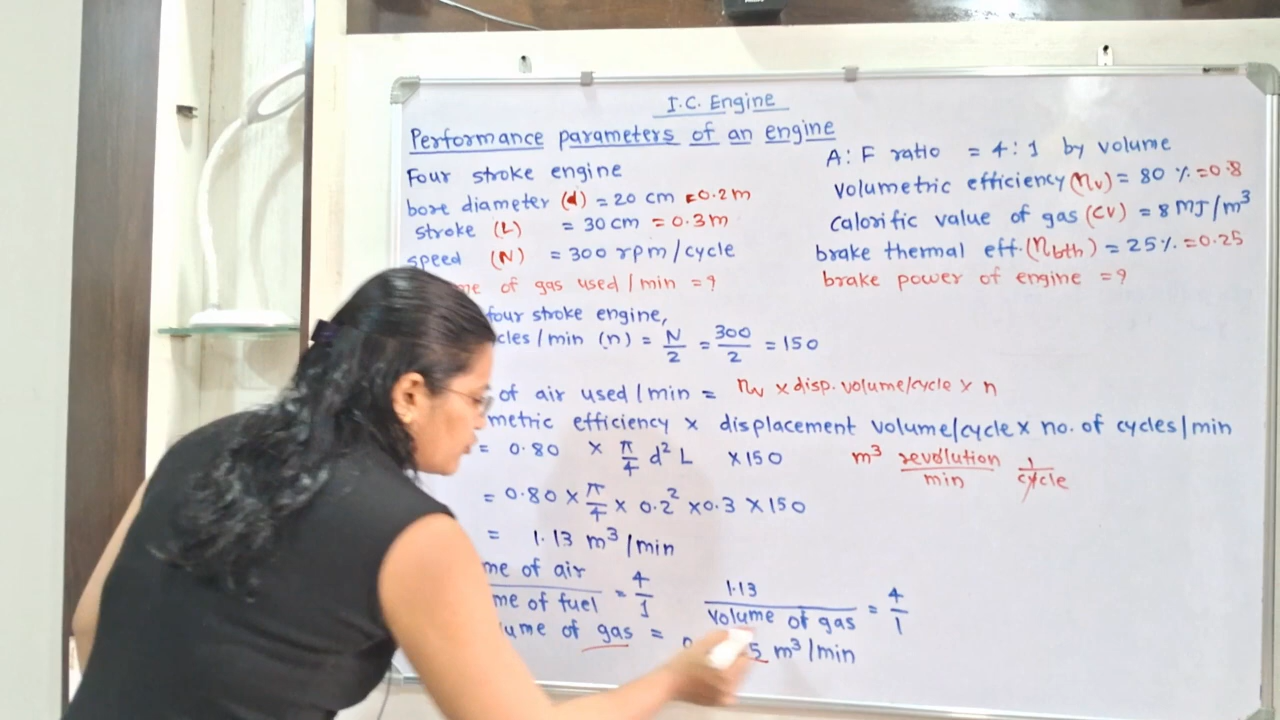 I.C. Engine
Performance parameters of an engine
Four stroke engine
bore diameter (d) = 20 cm = 0.2 m
stroke (L) = 30 cm = 0.3 m
speed (N) = 300 rpm/cycle
me of gas used / min = ?
A : F ratio = 4 : 1 by volume
volumetric efficiency (ηv) = 80 % = 0.8
calorific value of gas (CV) = 8 MJ/m³
brake thermal eff. (ηbth) = 25 % = 0.25
brake power of engine = ?
four stroke engine,
cles / min (n) = N/2 = 300/2 = 150
of air used / min = ηv × disp. volume/cycle × n
metric efficiency × displacement volume/cycle × no. of cycles / min
= 0.80 × π/4 d² L × 150 m³ revolution/min 1/cycle
= 0.80 × π/4 × 0.2² × 0.3 × 150
= 1.13 m³ / min
me of air / me of fuel = 4/1 1.13 / volume of gas = 4/1
ume of gas = 5 m³ / min